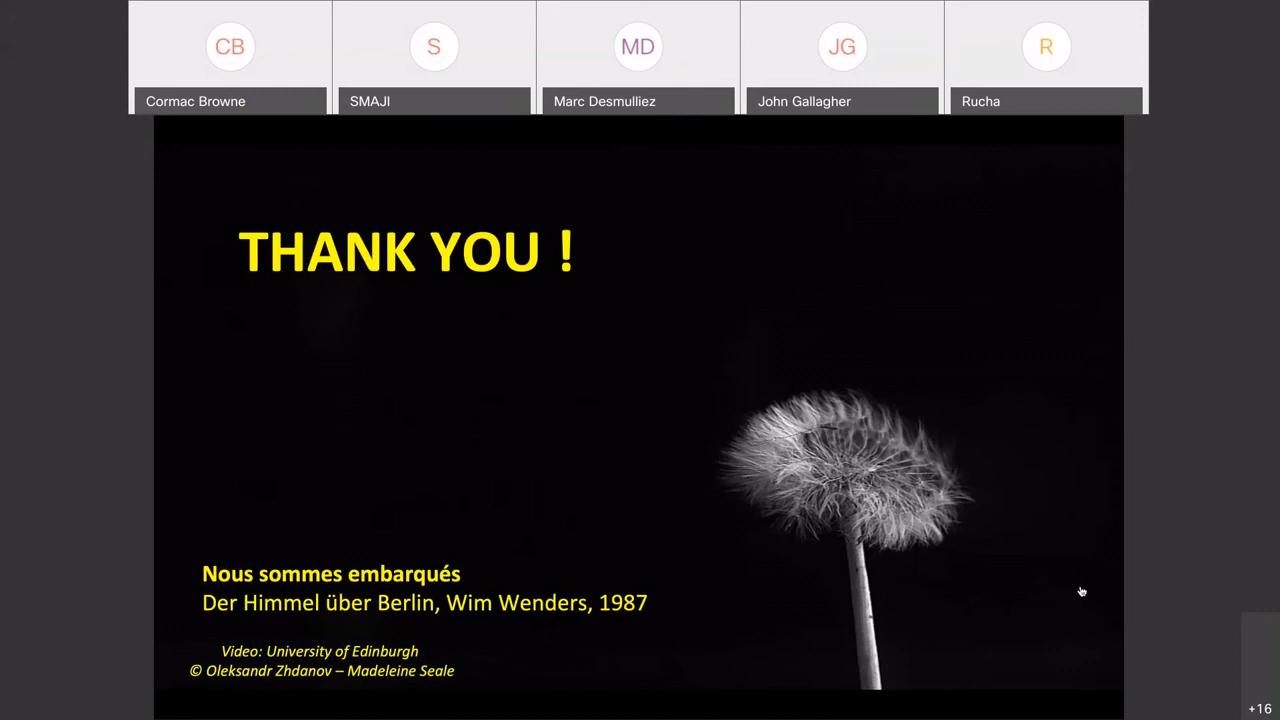 CB
S
MD
JG
R
Cormac Browne
SMAJI
Marc Desmulliez
John Gallagher
Rucha
THANK YOU !
Nous sommes embarqués
Der Himmel über Berlin, Wim Wenders, 1987
Video: University of Edinburgh
© Oleksandr Zhdanov – Madeleine Seale
+16